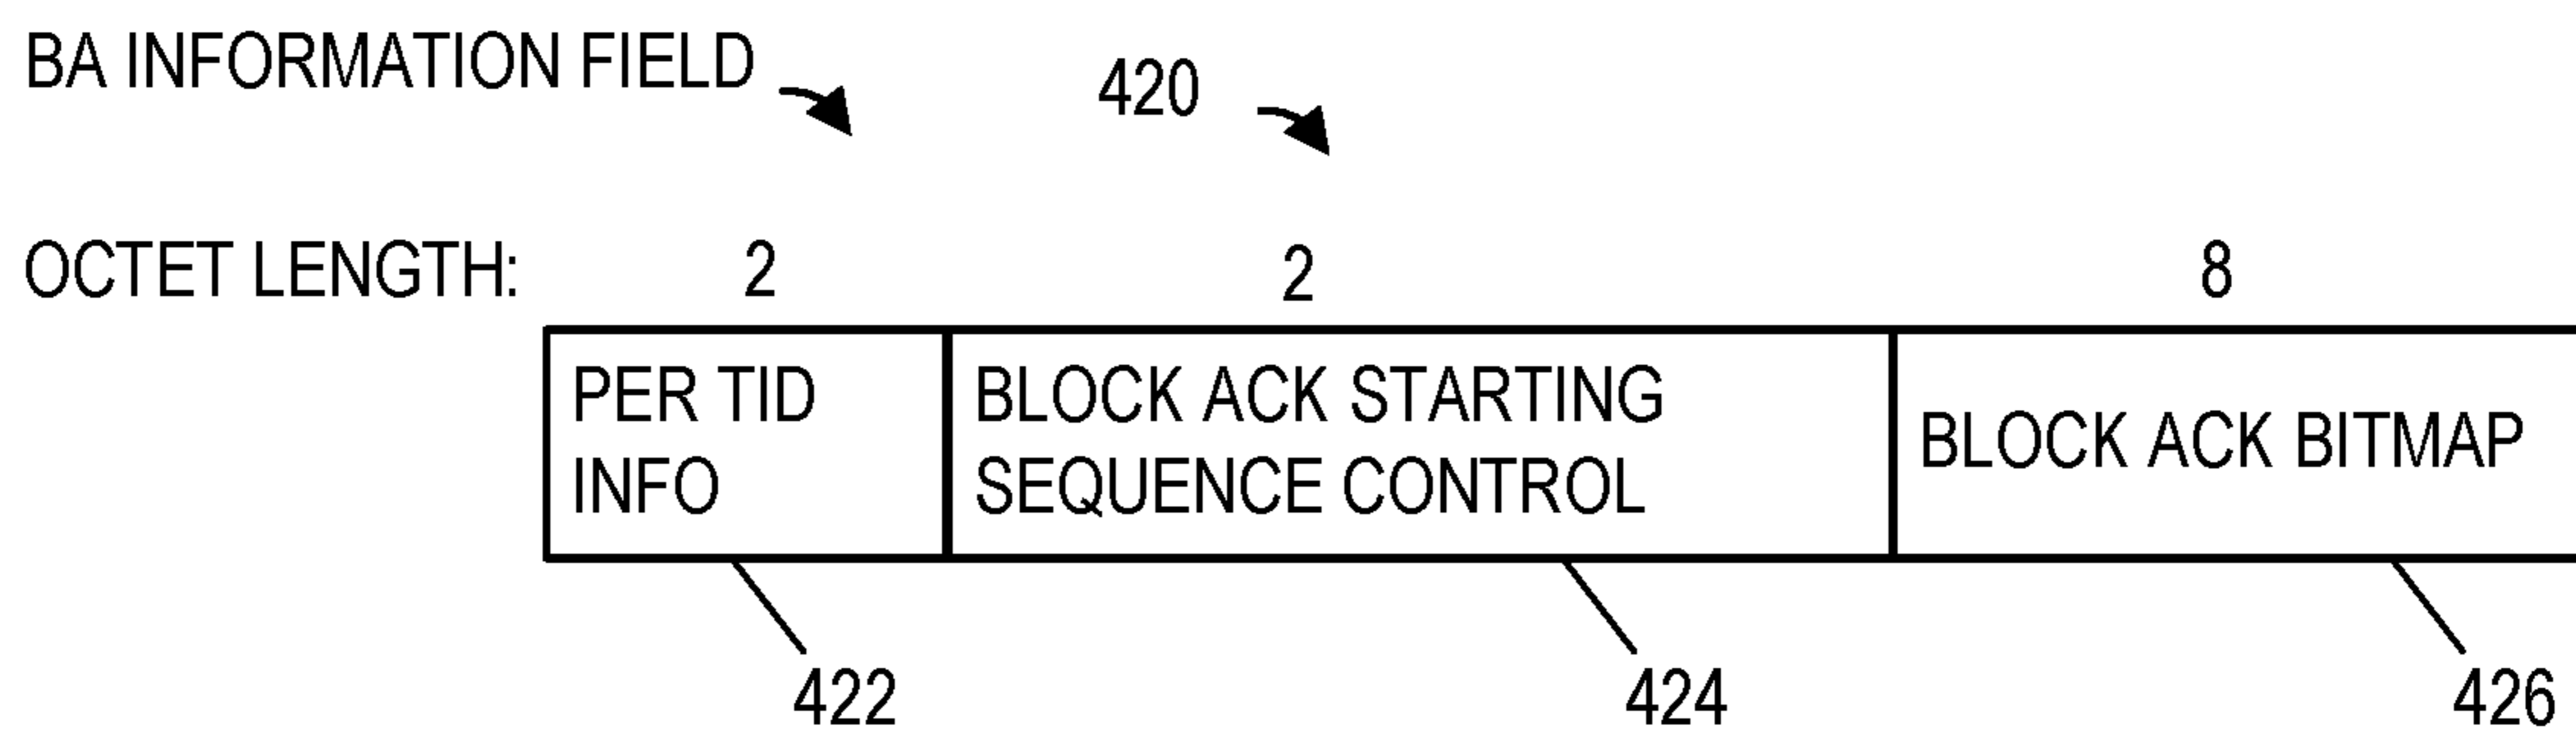 BA INFORMATION FIELD
420
OCTET LENGTH: 2 2 8
PER TID
INFO
BLOCK ACK STARTING
SEQUENCE CONTROL
BLOCK ACK BITMAP
422 424 426